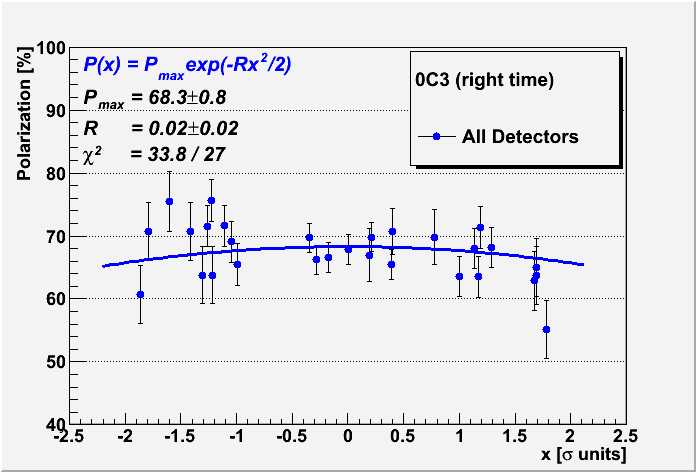 100
90
80
70
60
50
40
Polarization [%]
P(x) = Pmax exp(-Rx²/2)
Pmax = 68.3±0.8
R = 0.02±0.02
χ² = 33.8 / 27
0C3 (right time)
All Detectors
-2.5 -2 -1.5 -1 -0.5 0 0.5 1 1.5 2 2.5
x [σ units]